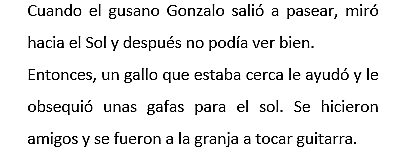 Cuando el gusano Gonzalo salió a pasear, miró
hacia el Sol y después no podía ver bien.
Entonces, un gallo que estaba cerca le ayudó y le
obsequió unas gafas para el sol. Se hicieron
amigos y se fueron a la granja a tocar guitarra.